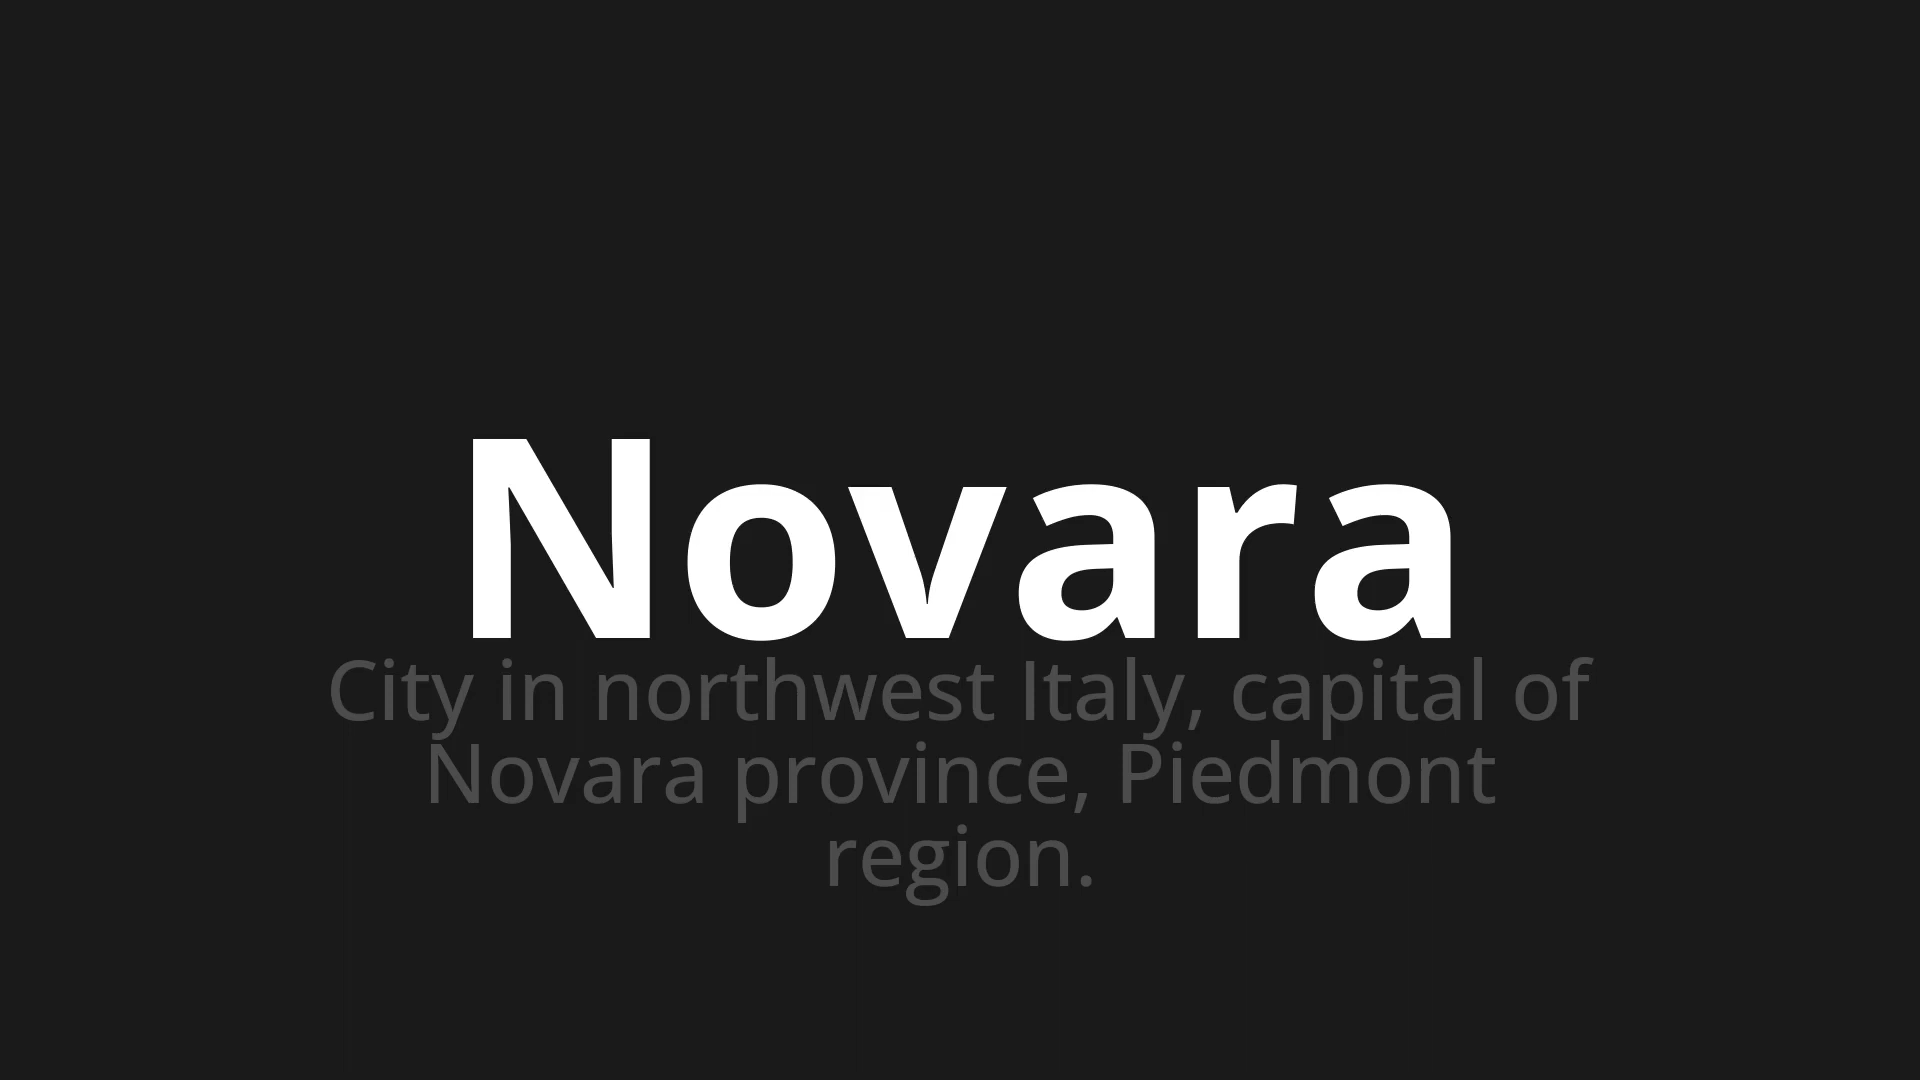 Novara
City in northwest Italy, capital of
Novara province, Piedmont
region.